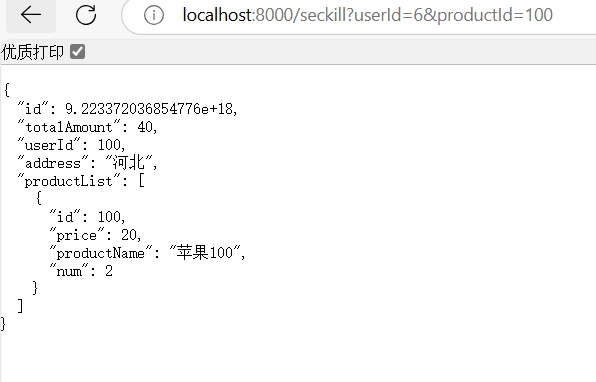 localhost:8000/seckill?userId=6&productId=100
优质打印
{
"id": 9.223372036854776e+18,
"totalAmount": 40,
"userId": 100,
"address": "河北",
"productList": [
{
"id": 100,
"price": 20,
"productName": "苹果100",
"num": 2
}
]
}